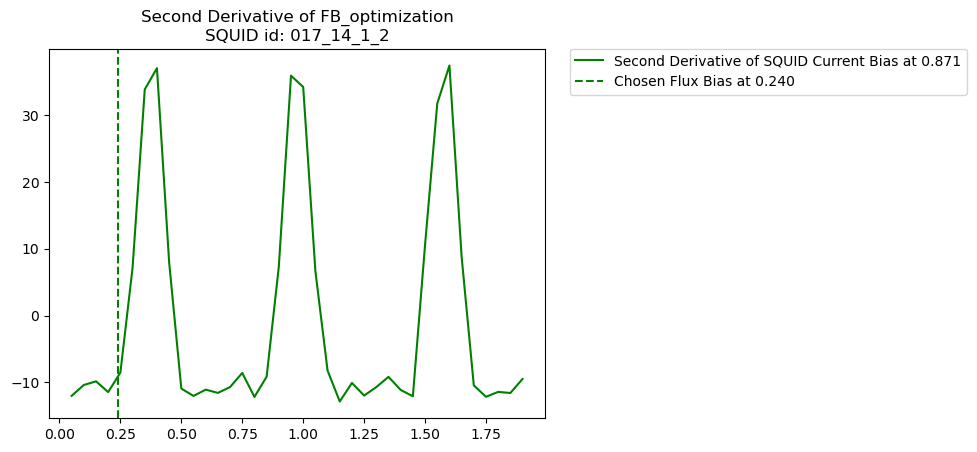 Second Derivative of FB_optimization
SQUID id: 017_14_1_2
Second Derivative of SQUID Current Bias at 0.871
Chosen Flux Bias at 0.240
30
20
10
0
−10
0.00 0.25 0.50 0.75 1.00 1.25 1.50 1.75